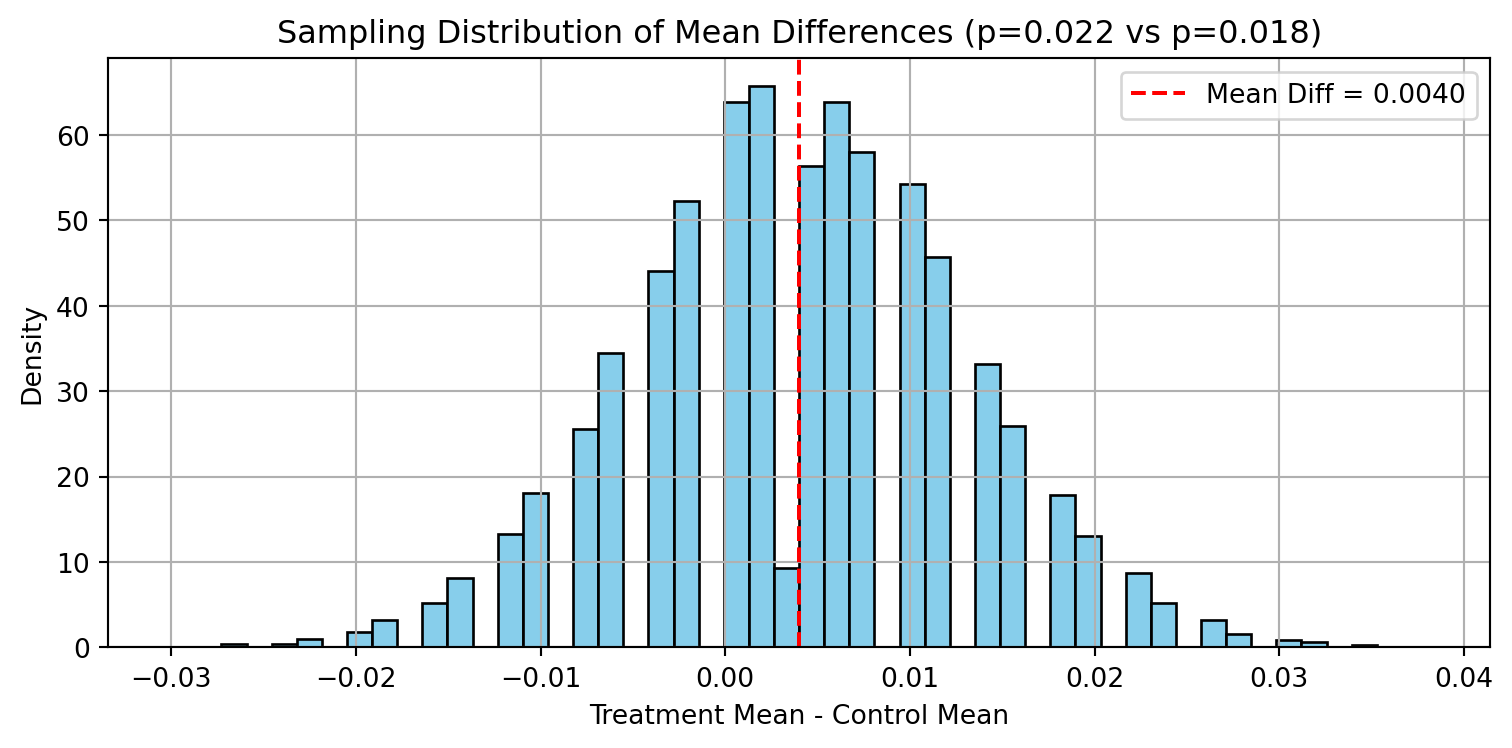 Sampling Distribution of Mean Differences (p=0.022 vs p=0.018)
Mean Diff = 0.0040
Density
60
50
40
30
20
10
0
−0.03 −0.02 −0.01 0.00 0.01 0.02 0.03 0.04
Treatment Mean - Control Mean